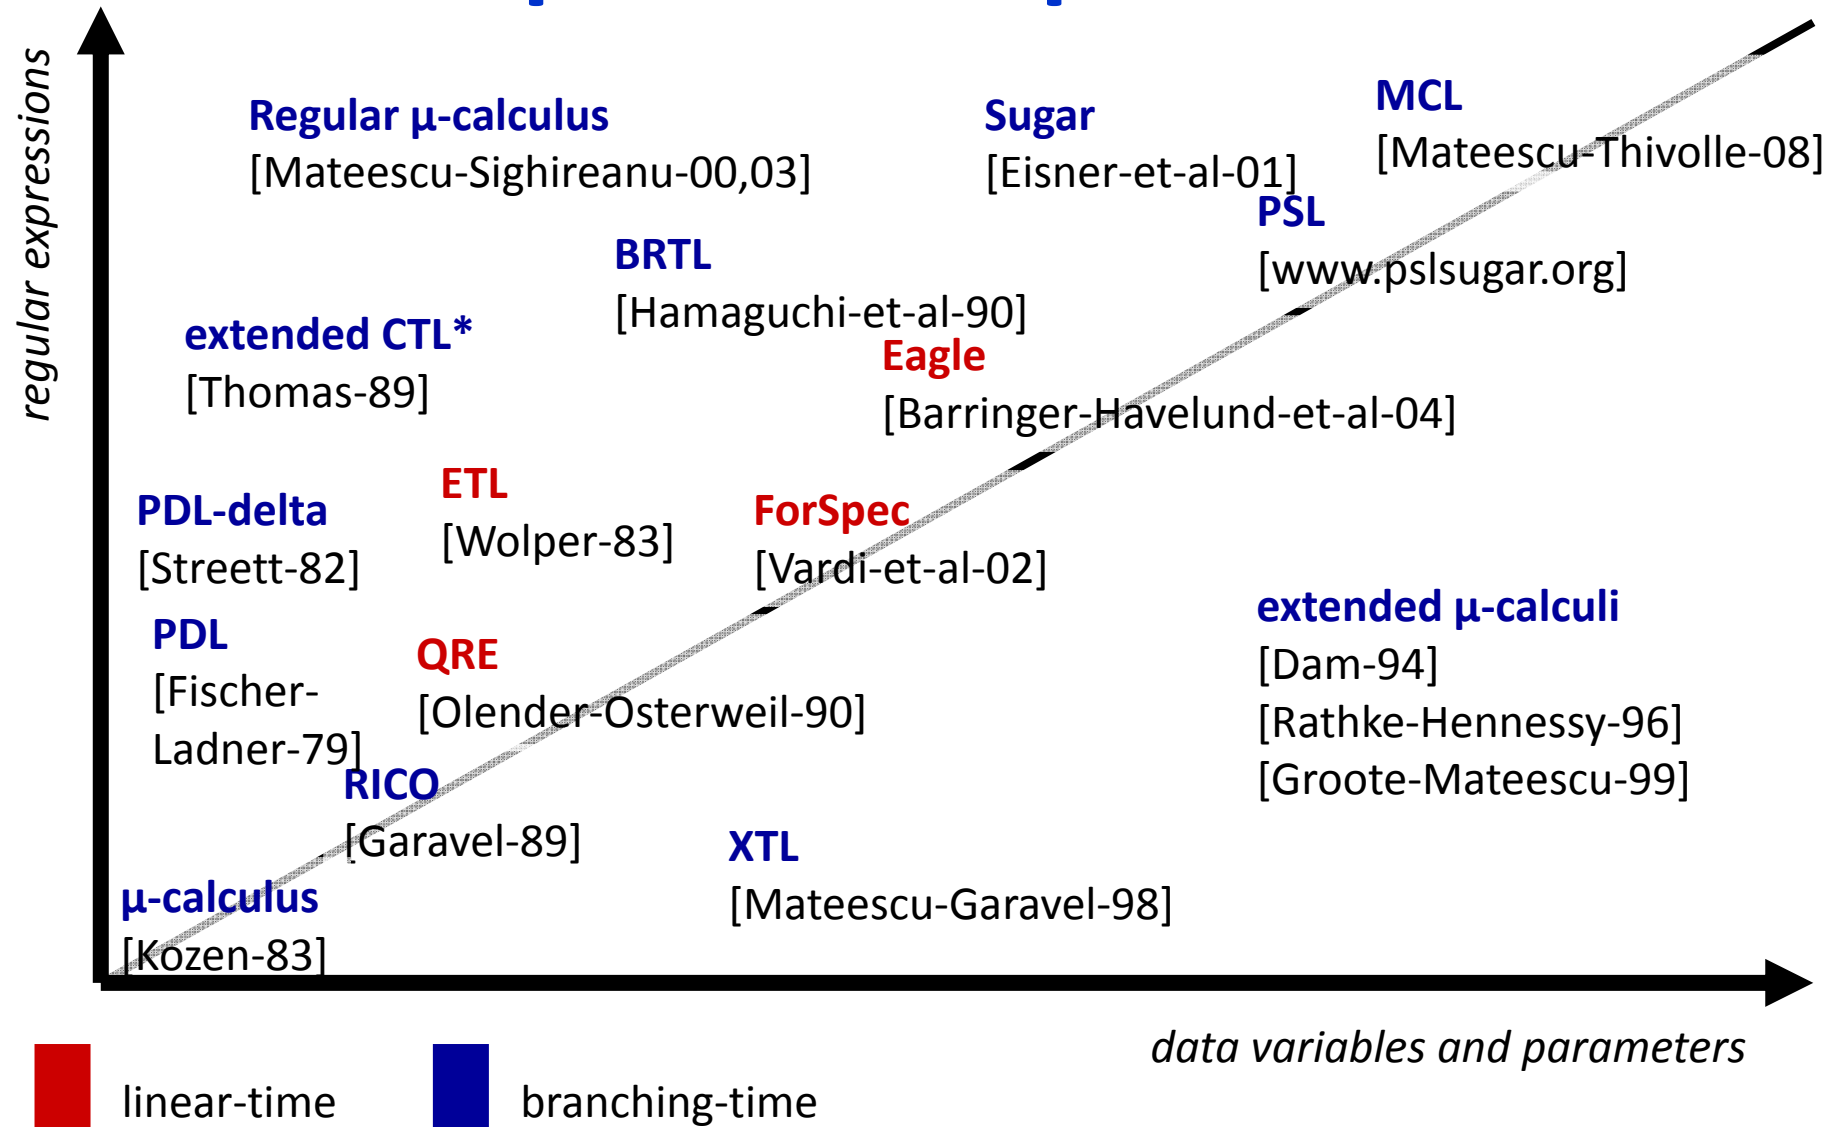 regular expressions
Regular μ-calculus
[Mateescu-Sighireanu-00,03]
Sugar
[Eisner-et-al-01]
MCL
[Mateescu-Thivolle-08]
PSL
[www.pslsugar.org]
BRTL
[Hamaguchi-et-al-90]
extended CTL*
[Thomas-89]
Eagle
[Barringer-Havelund-et-al-04]
PDL-delta
[Streett-82]
ETL
[Wolper-83]
ForSpec
[Vardi-et-al-02]
extended μ-calculi
[Dam-94]
[Rathke-Hennessy-96]
[Groote-Mateescu-99]
PDL
[Fischer-
Ladner-79]
QRE
[Olender-Osterweil-90]
RICO
[Garavel-89]
XTL
[Mateescu-Garavel-98]
μ-calculus
[Kozen-83]
data variables and parameters
linear-time
branching-time